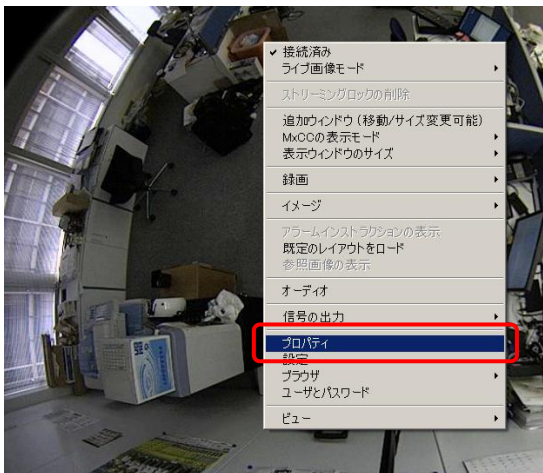 接続済み
ライブ画像モード
ストリーミングロックの削除
追加ウィンドウ(移動/サイズ変更可能)
MxCCの表示モード
表示ウィンドウのサイズ
録画
イメージ
アラームインストラクションの表示
既定のレイアウトをロード
参照画像の表示
オーディオ
信号の出力
プロパティ
設定
ブラウザ
ユーザとパスワード
ビュー